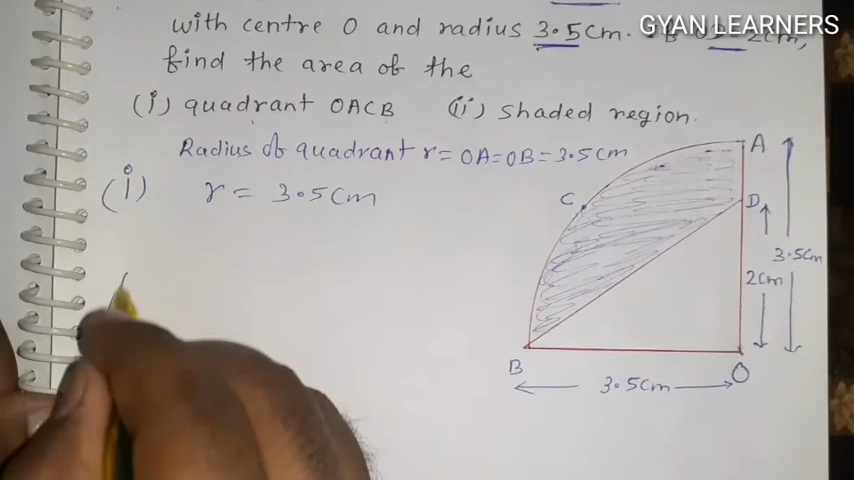 GYAN LEARNERS
with centre O and radius 3.5cm. 2cm,
find the area of the
(i) quadrant OACB (ii) shaded region.
Radius of quadrant r = OA = OB = 3.5cm
(i) r = 3.5cm
A
C
D
3.5cm
2cm
B
O
3.5cm